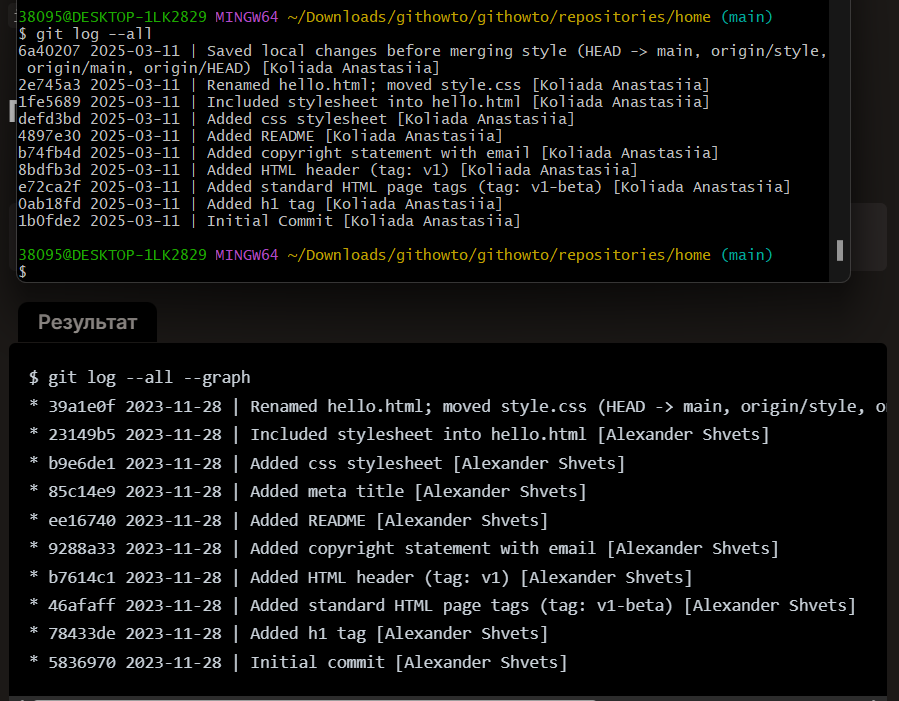 38095@DESKTOP-1LK2829 MINGW64 ~/Downloads/githowto/githowto/repositories/home (main)
$ git log --all
6a40207 2025-03-11 | Saved local changes before merging style (HEAD -> main, origin/style,
origin/main, origin/HEAD) [Koliada Anastasiia]
2e745a3 2025-03-11 | Renamed hello.html; moved style.css [Koliada Anastasiia]
1fe5689 2025-03-11 | Included stylesheet into hello.html [Koliada Anastasiia]
defd3bd 2025-03-11 | Added css stylesheet [Koliada Anastasiia]
4897e30 2025-03-11 | Added README [Koliada Anastasiia]
b74fb4d 2025-03-11 | Added copyright statement with email [Koliada Anastasiia]
8bdfb3d 2025-03-11 | Added HTML header (tag: v1) [Koliada Anastasiia]
e72ca2f 2025-03-11 | Added standard HTML page tags (tag: v1-beta) [Koliada Anastasiia]
0ab18fd 2025-03-11 | Added h1 tag [Koliada Anastasiia]
1b0fde2 2025-03-11 | Initial Commit [Koliada Anastasiia]
38095@DESKTOP-1LK2829 MINGW64 ~/Downloads/githowto/githowto/repositories/home (main)
$
Результат
$ git log --all --graph
* 39a1e0f 2023-11-28 | Renamed hello.html; moved style.css (HEAD -> main, origin/style,
* 23149b5 2023-11-28 | Included stylesheet into hello.html [Alexander Shvets]
* b9e6de1 2023-11-28 | Added css stylesheet [Alexander Shvets]
* 85c14e9 2023-11-28 | Added meta title [Alexander Shvets]
* ee16740 2023-11-28 | Added README [Alexander Shvets]
* 9288a33 2023-11-28 | Added copyright statement with email [Alexander Shvets]
* b7614c1 2023-11-28 | Added HTML header (tag: v1) [Alexander Shvets]
* 46afaff 2023-11-28 | Added standard HTML page tags (tag: v1-beta) [Alexander Shvets]
* 78433de 2023-11-28 | Added h1 tag [Alexander Shvets]
* 5836970 2023-11-28 | Initial commit [Alexander Shvets]